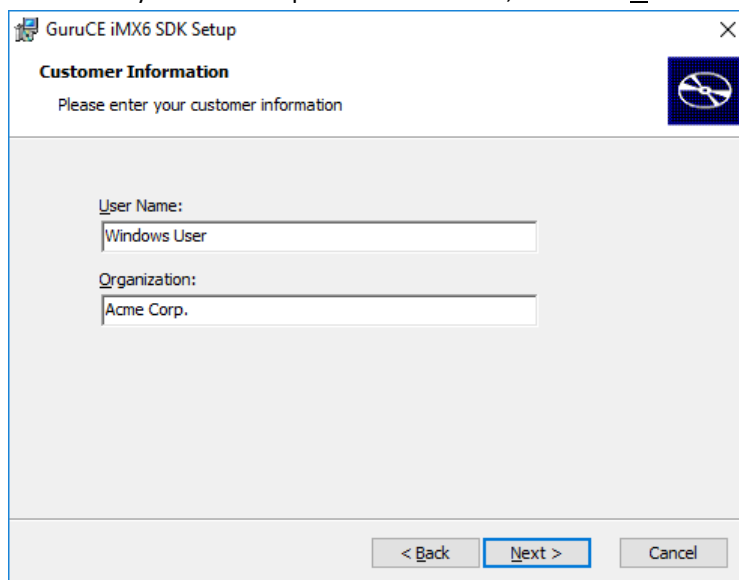 GuruCE iMX6 SDK Setup
Customer Information
Please enter your customer information
User Name:
Windows User
Organization:
Acme Corp.
< Back Next > Cancel